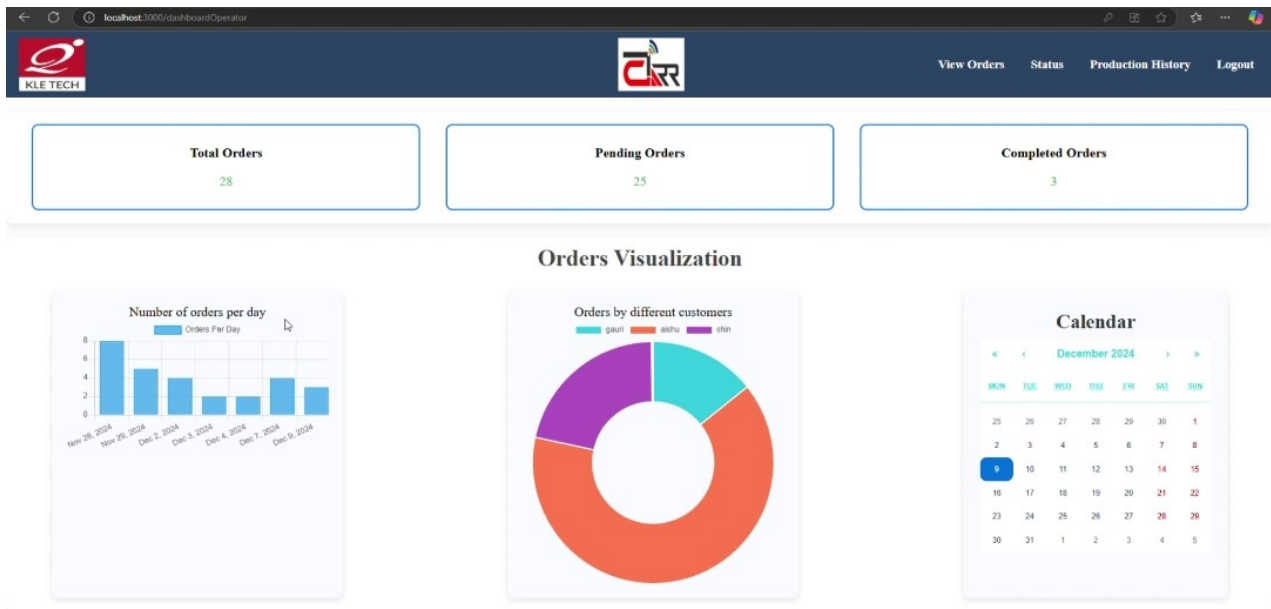 localhost:3000/dashboardOperator
KLE TECH
View Orders Status Production History Logout
Total Orders
28
Pending Orders
25
Completed Orders
3
Orders Visualization
Number of orders per day
Orders Per Day
8
6
4
2
0
Nov 28, 2024 Nov 29, 2024 Dec 2, 2024 Dec 3, 2024 Dec 4, 2024 Dec 7, 2024 Dec 9, 2024
Orders by different customers
gauri aishu shin
Calendar
« ‹ December 2024 › »
MON TUE WED THU FRI SAT SUN
25 26 27 28 29 30 1
2 3 4 5 6 7 8
9 10 11 12 13 14 15
16 17 18 19 20 21 22
23 24 25 26 27 28 29
30 31 1 2 3 4 5